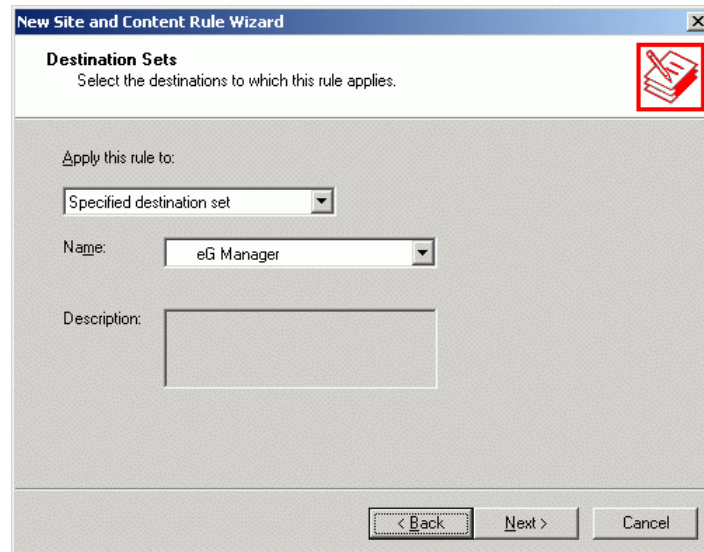 New Site and Content Rule Wizard
Destination Sets
Select the destinations to which this rule applies.
Apply this rule to:
Specified destination set
Name:
eG Manager
Description:
< Back
Next >
Cancel